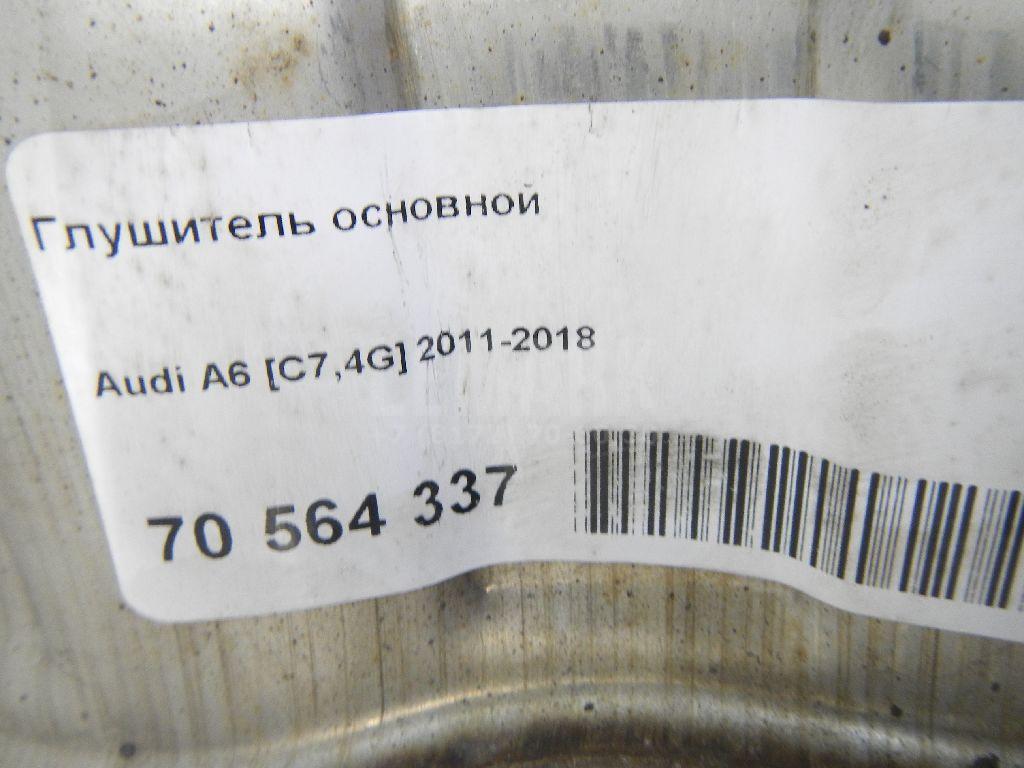 Глушитель основной
Audi A6 [C7,4G] 2011-2018
70 564 337